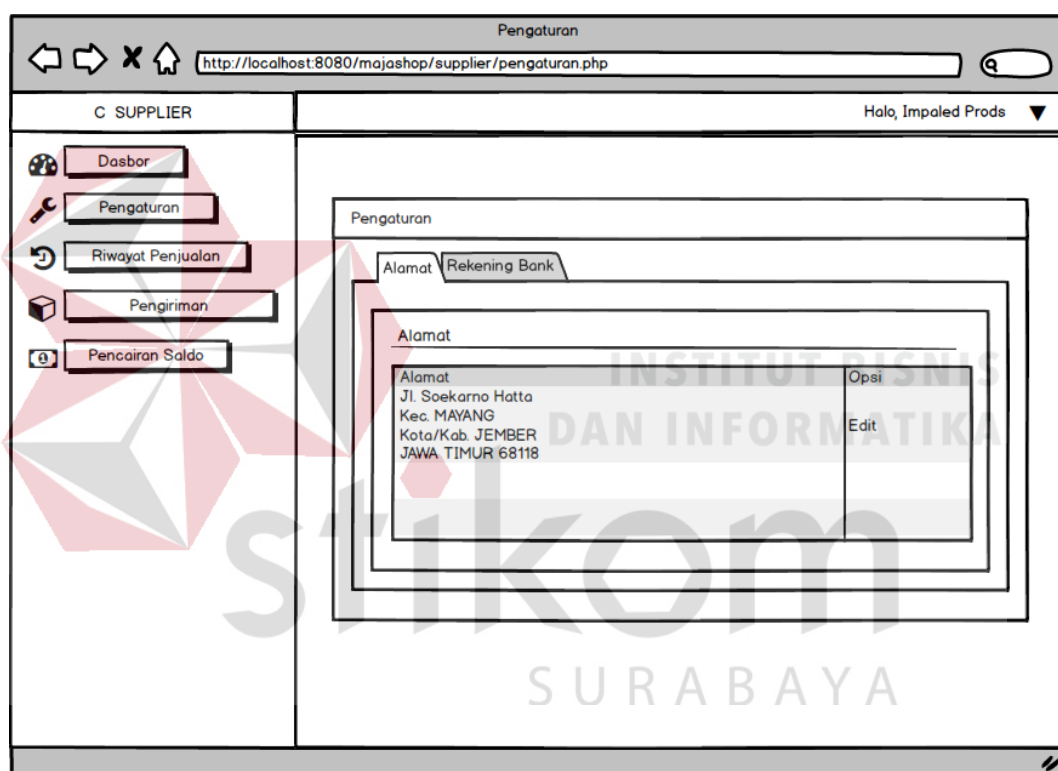 Pengaturan
http://localhost:8080/majashop/supplier/pengaturan.php
C SUPPLIER
Halo, Impaled Prods
Dasbor
Pengaturan
Riwayat Penjualan
Pengiriman
Pencairan Saldo
Pengaturan
Alamat
Rekening Bank
Alamat
Alamat
Opsi
Jl. Soekarno Hatta
Kec. MAYANG
Kota/Kab. JEMBER
JAWA TIMUR 68118
Edit
INSTITUT BISNIS
DAN INFORMATIKA
stikom
SURABAYA